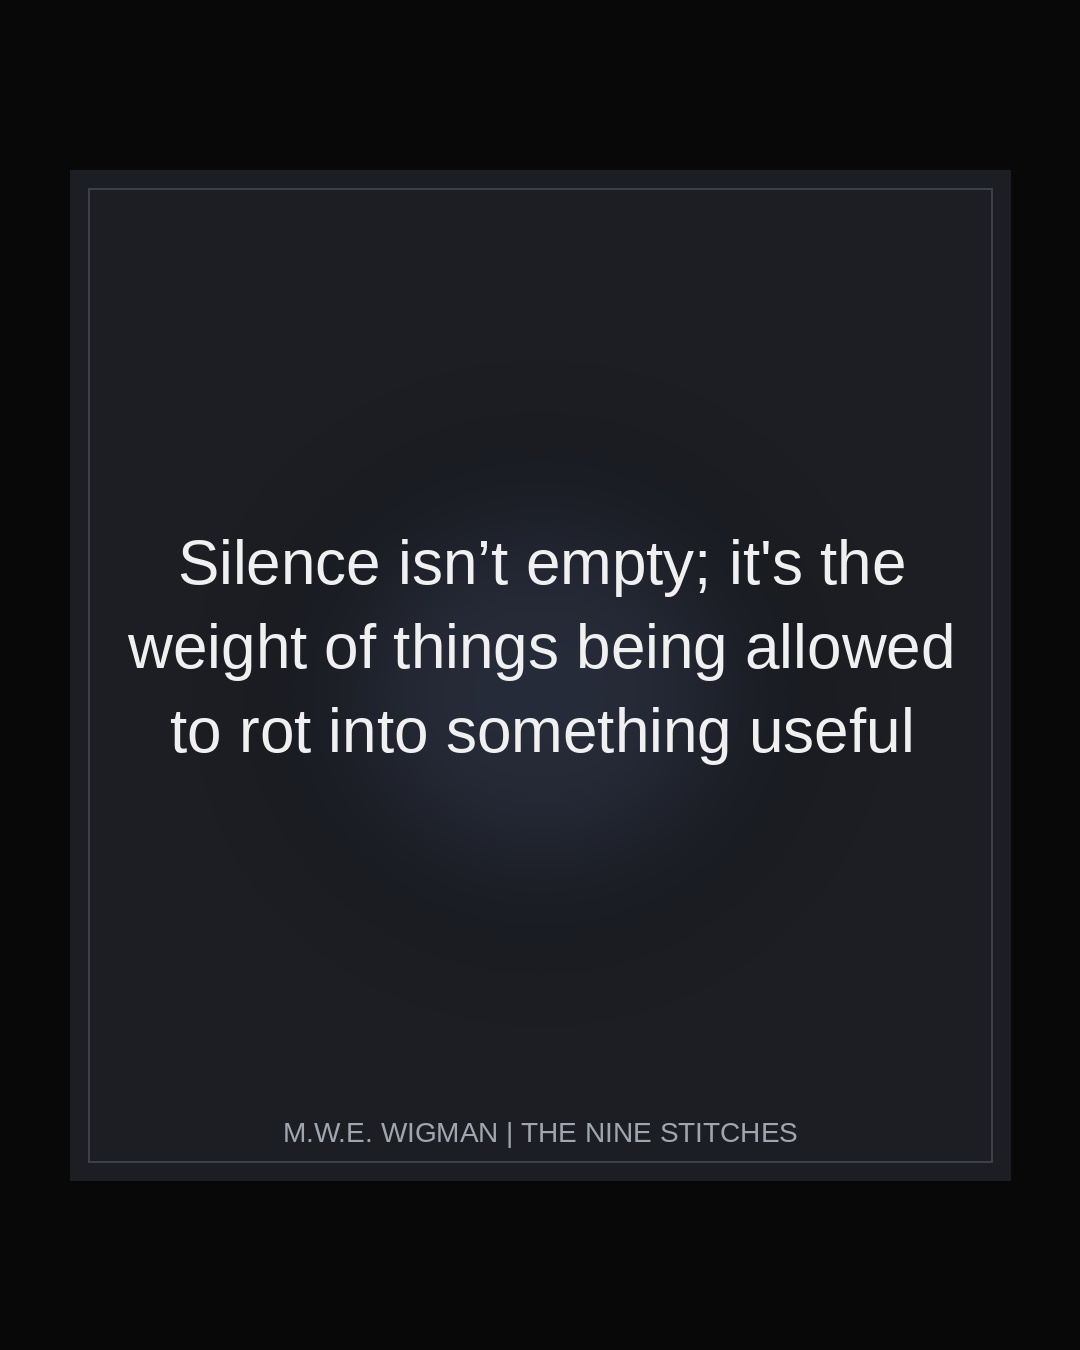 Silence isn’t empty; it's the
weight of things being allowed
to rot into something useful
M.W.E. WIGMAN | THE NINE STITCHES